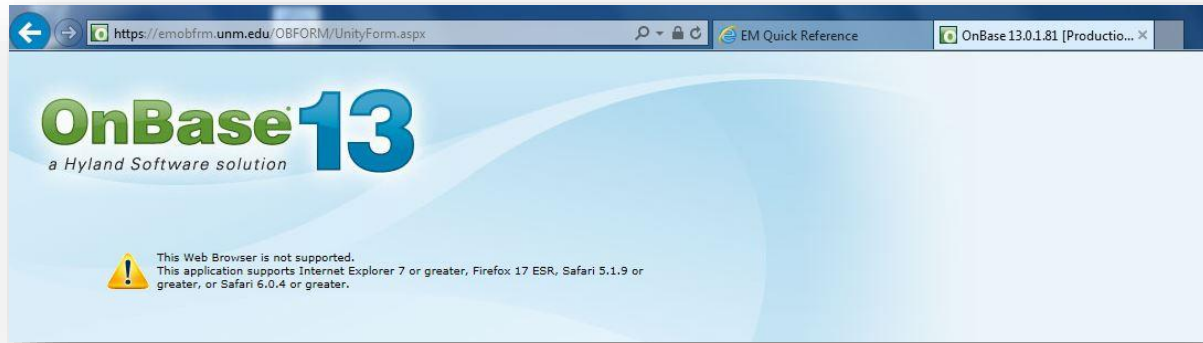 https://emobfrm.unm.edu/OBFORM/UnityForm.aspx
EM Quick Reference
OnBase 13.0.1.81 [Productio...
OnBase 13
a Hyland Software solution
This Web Browser is not supported.
This application supports Internet Explorer 7 or greater, Firefox 17 ESR, Safari 5.1.9 or
greater, or Safari 6.0.4 or greater.